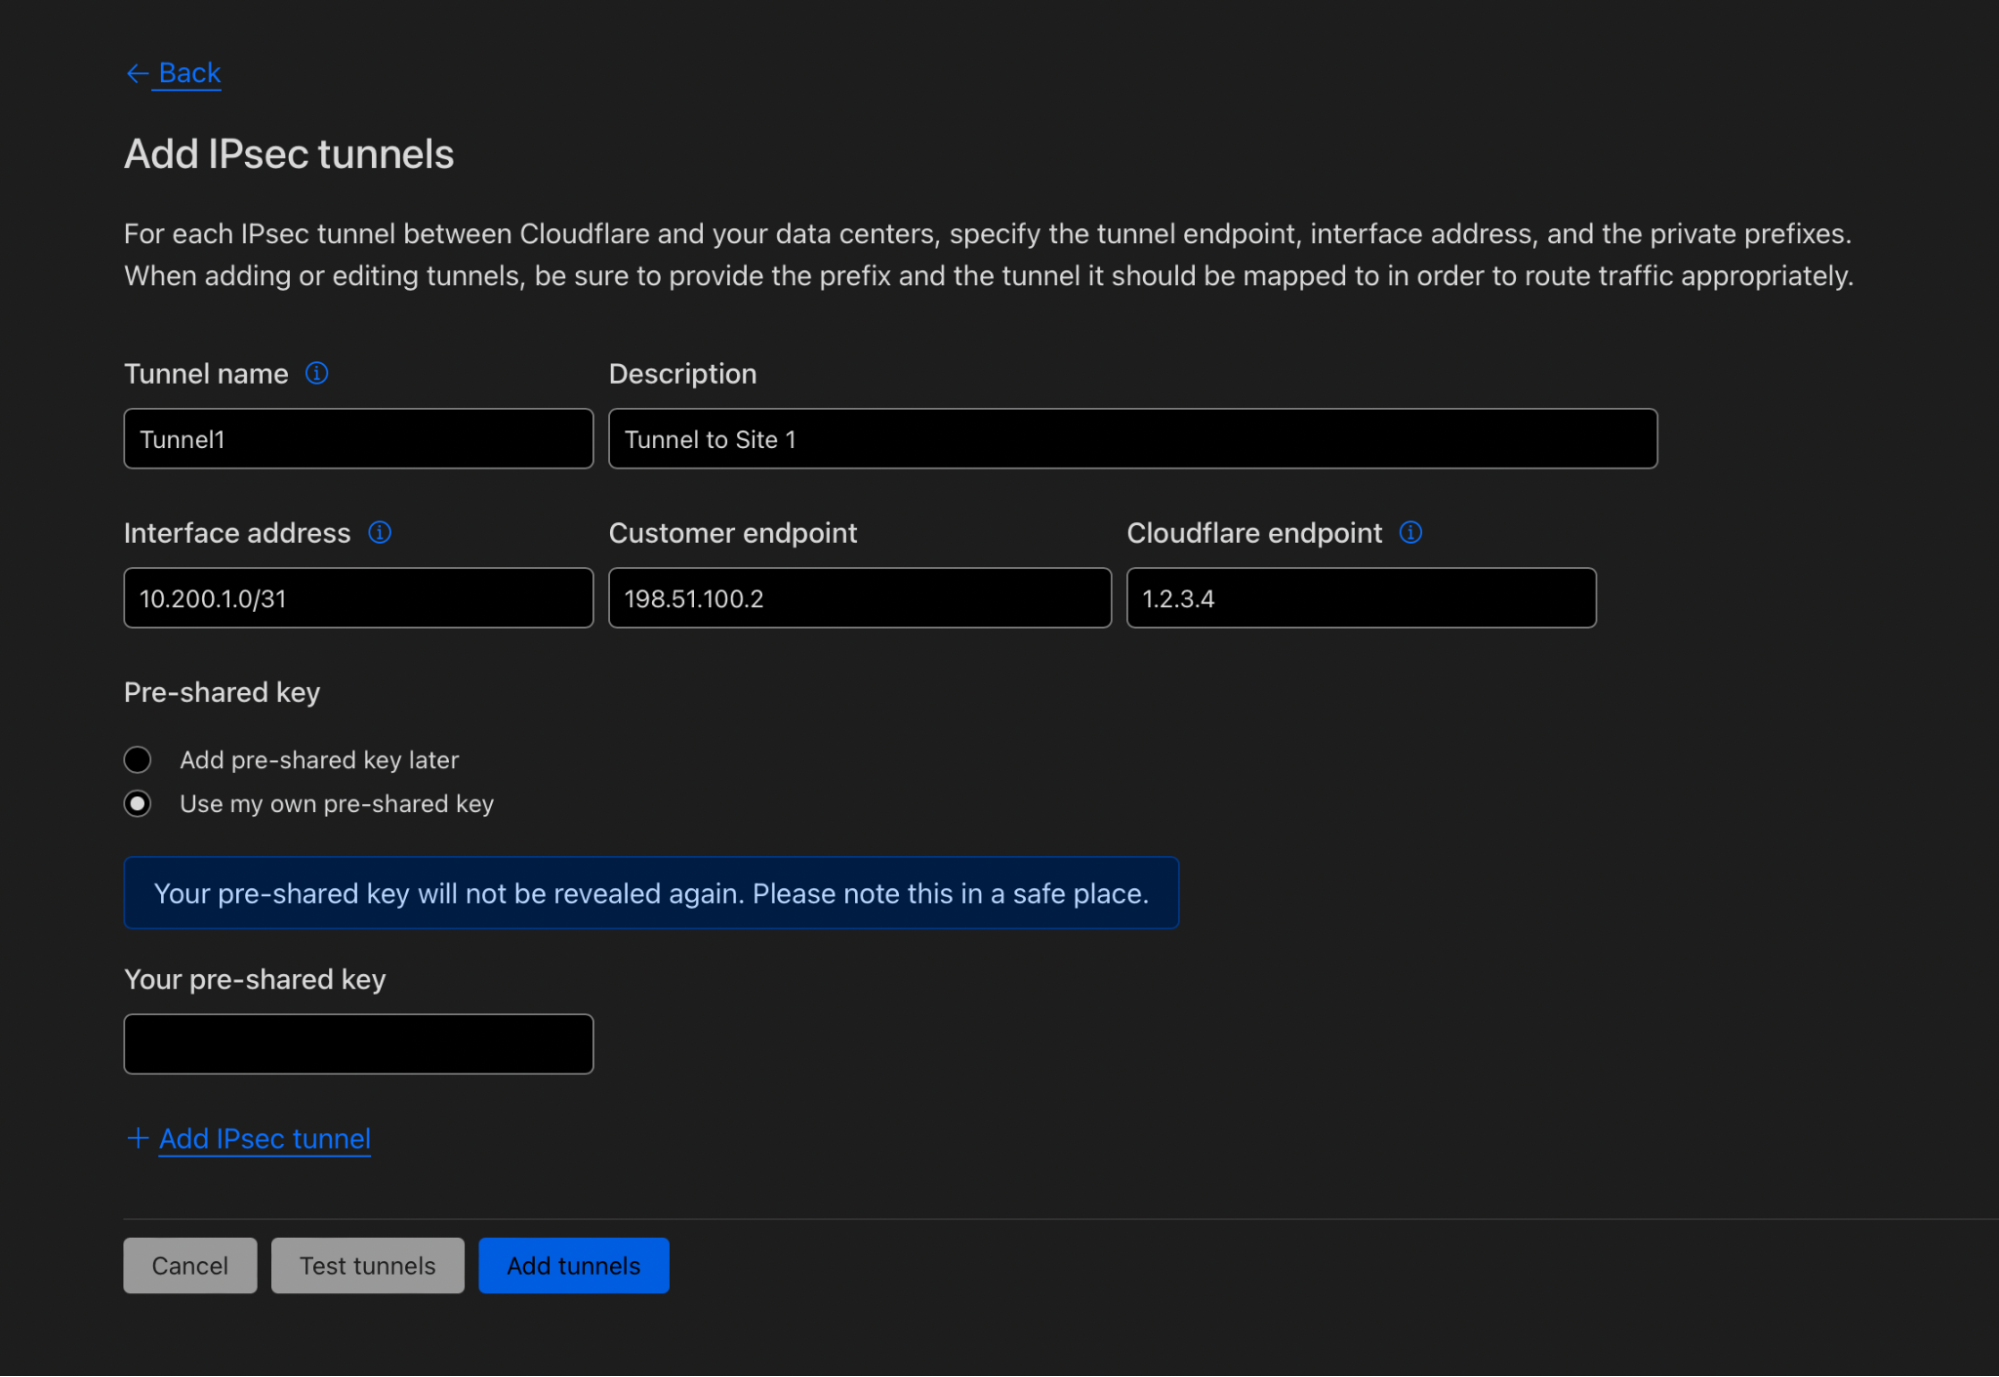 ← Back
Add IPsec tunnels
For each IPsec tunnel between Cloudflare and your data centers, specify the tunnel endpoint, interface address, and the private prefixes.
When adding or editing tunnels, be sure to provide the prefix and the tunnel it should be mapped to in order to route traffic appropriately.
Tunnel name Description
Tunnel1 Tunnel to Site 1
Interface address Customer endpoint Cloudflare endpoint
10.200.1.0/31 198.51.100.2 1.2.3.4
Pre-shared key
Add pre-shared key later
Use my own pre-shared key
Your pre-shared key will not be revealed again. Please note this in a safe place.
Your pre-shared key
+ Add IPsec tunnel
Cancel Test tunnels Add tunnels